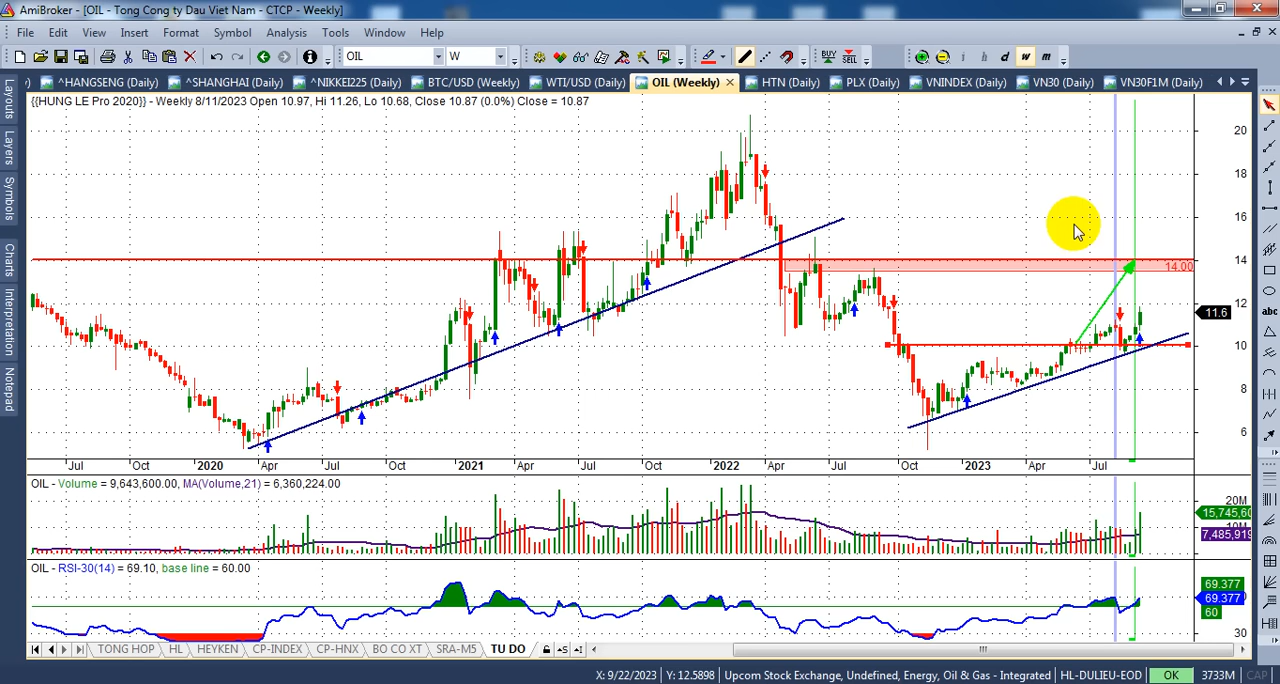 AmiBroker - [OIL - Tong Cong ty Dau Viet Nam - CTCP - Weekly]
File Edit View Insert Format Symbol Analysis Tools Window Help
OIL W BUY SELL i h d w m
^HANGSENG (Daily) ^SHANGHAI (Daily) ^NIKKEI225 (Daily) BTC/USD (Weekly) WTI/USD (Daily) OIL (Weekly) HTN (Daily) PLX (Daily) VNINDEX (Daily) VN30 (Daily) VN30F1M (Daily)
Layouts
Layers
Symbols
Charts
Interpretation
Notepad
{{HUNG LE Pro 2020}} - Weekly 8/11/2023 Open 10.97, Hi 11.26, Lo 10.68, Close 10.87 (0.0%) Close = 10.87
20
18
16
14
14.00
12
11.6
10
8
6
Jul Oct 2020 Apr Jul Oct 2021 Apr Jul Oct 2022 Apr Jul Oct 2023 Apr Jul
OIL - Volume = 9,643,600.00, MA(Volume,21) = 6,360,224.00
20M
15,745,60
10M
7,485,919
OIL - RSI-30(14) = 69.10, base line = 60.00
69.377
69.377
60
30
abc
TONG HOP HL HEYKEN CP-INDEX CP-HNX BO CO XT SRA-M5 TU DO
X: 9/22/2023 Y: 12.5898 Upcom Stock Exchange, Undefined, Energy, Oil & Gas - Integrated HL-DULIEU-EOD OK 3733M CAP